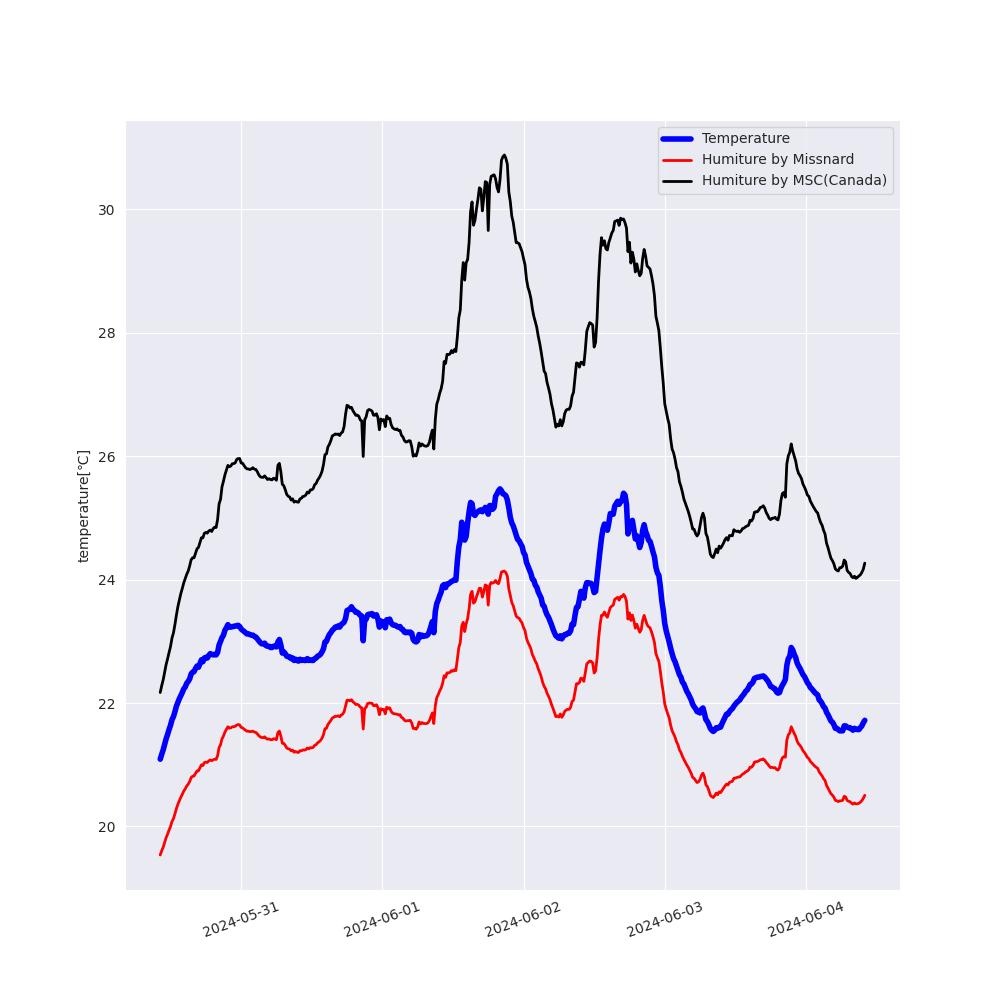 Temperature
Humiture by Missnard
Humiture by MSC(Canada)
30
28
26
24
22
20
temperature[℃]
2024-05-31
2024-06-01
2024-06-02
2024-06-03
2024-06-04